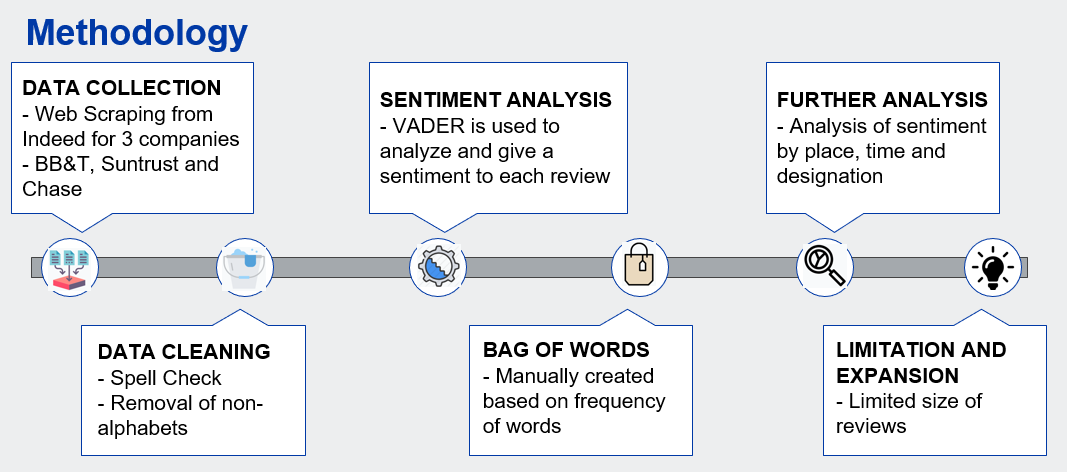 Methodology
DATA COLLECTION
- Web Scraping from
Indeed for 3 companies
- BB&T, Suntrust and
Chase
DATA CLEANING
- Spell Check
- Removal of non-
alphabets
SENTIMENT ANALYSIS
- VADER is used to
analyze and give a
sentiment to each review
BAG OF WORDS
- Manually created
based on frequency
of words
FURTHER ANALYSIS
- Analysis of sentiment
by place, time and
designation
LIMITATION AND
EXPANSION
- Limited size of
reviews